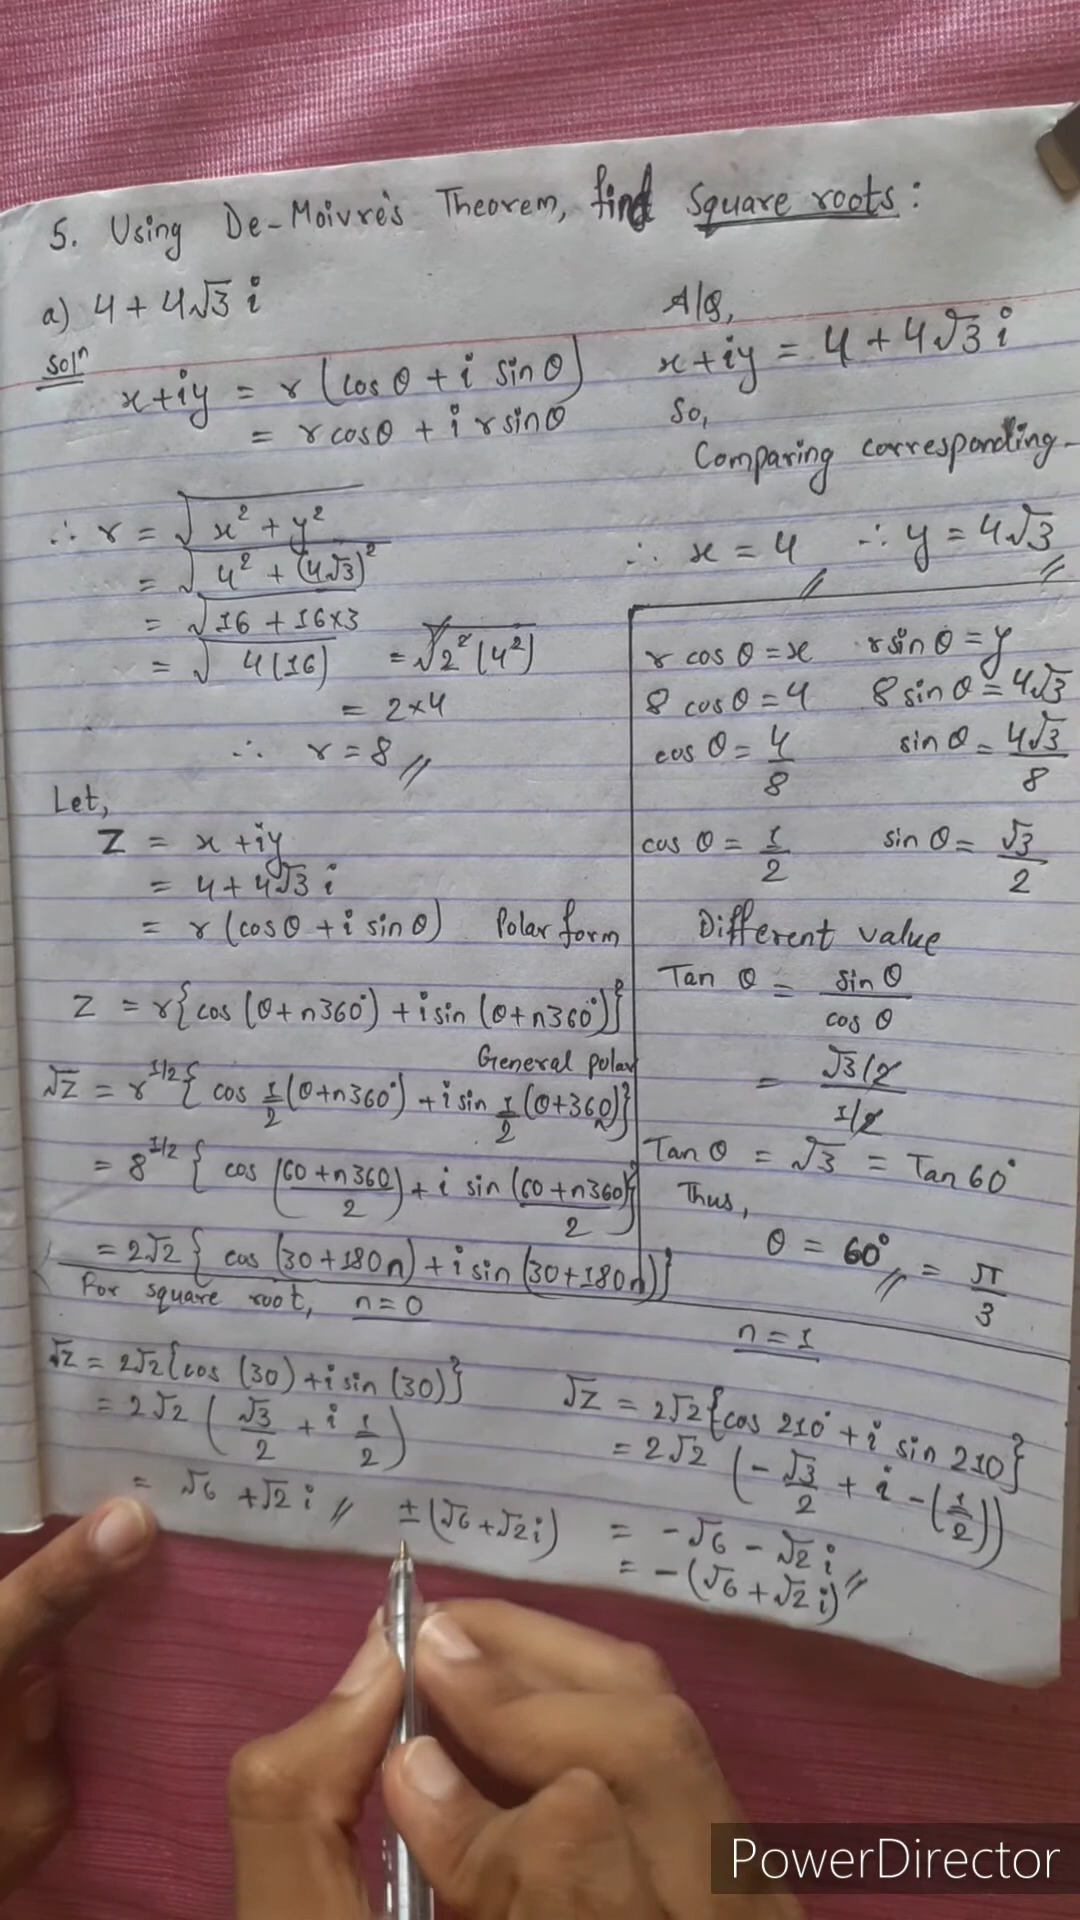 5. Using De-Moivre's Theorem, find Square roots:
a) 4 + 4√3 i
Solⁿ
x+iy = r (cos θ + i sin θ)
= r cos θ + i r sin θ
∴ r = √x² + y²
= √4² + (4√3)²
= √16 + 16×3
= √4(16) = √2²(4²)
= 2×4
∴ r = 8 //
A/Q,
x+iy = 4 + 4√3 i
So,
Comparing corresponding-
∴ x = 4 // ∴ y = 4√3 //
r cos θ = x r sin θ = y
8 cos θ = 4 8 sin θ = 4√3
cos θ = 4/8 sin θ = 4√3/8
cos θ = 1/2 sin θ = √3/2
Different value
Tan θ = sin θ/cos θ
= √3/2 / 1/2
Tan θ = √3 = Tan 60°
Thus,
θ = 60° // = π/3
Let,
Z = x + iy
= 4 + 4√3 i
= r (cos θ + i sin θ) Polar form
Z = r{cos (θ + n360°) + i sin (θ + n360°)}
General polar
√Z = r^1/2 { cos 1/2 (θ + n360°) + i sin 1/2 (θ + 360)}
= 8^1/2 { cos (60 + n360/2) + i sin (60 + n360/2)}
= 2√2 { cos (30 + 180n) + i sin (30 + 180n)}
For square root, n = 0
√Z = 2√2 {cos (30) + i sin (30)}
= 2√2 ( √3/2 + i 1/2 )
= √6 + √2 i // ± (√6 + √2 i)
n = 1
√Z = 2√2 {cos 210° + i sin 210}
= 2√2 ( - √3/2 + i - (1/2))
= - √6 - √2 i //
= - (√6 + √2 i)
PowerDirector